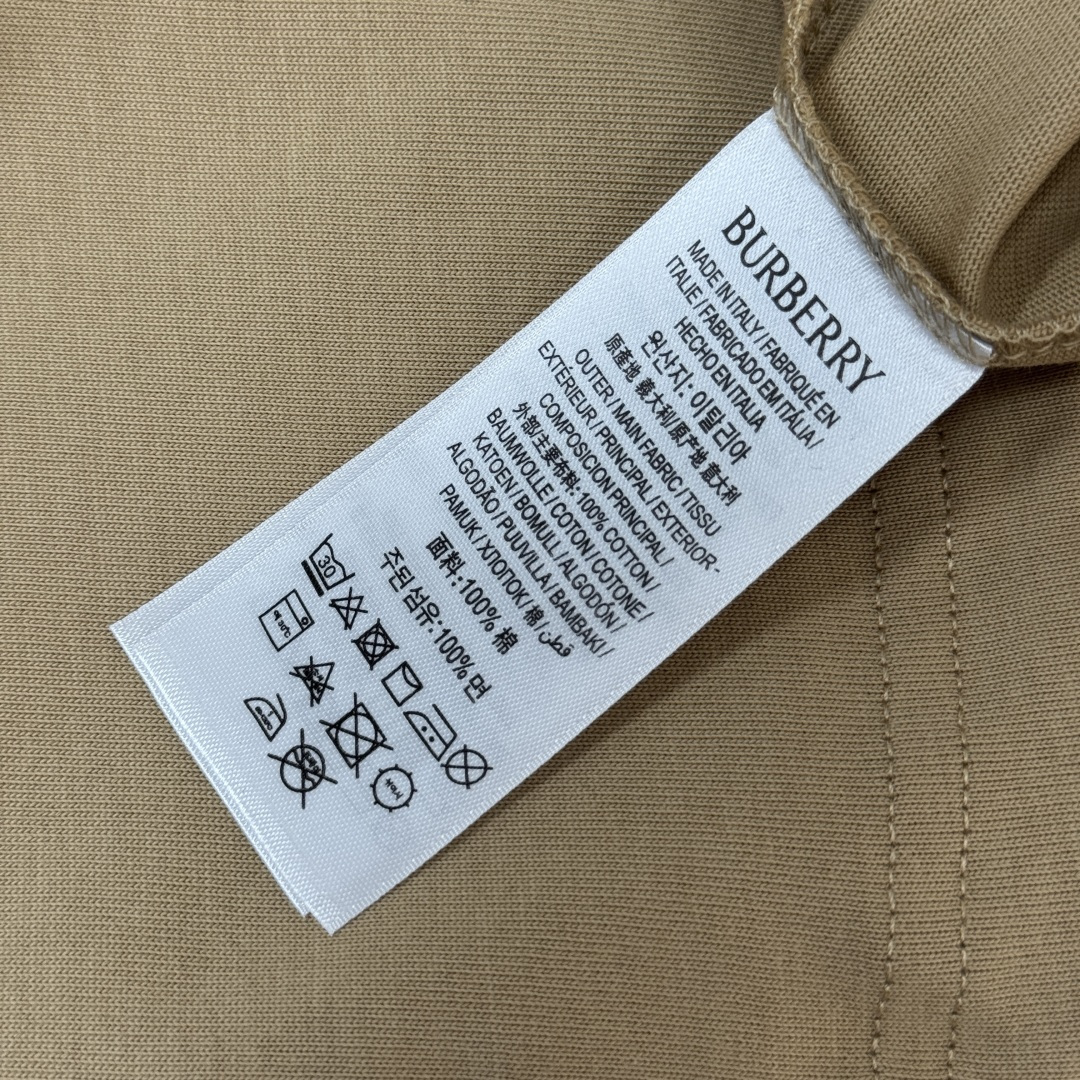 BURBERRY
MADE IN ITALY / FABRIQUÉ EN
ITALIE / FABRICADO EM ITÁLIA /
HECHO EN ITALIA
원산지: 이탈리아
原產地 義大利/原产地 意大利
OUTER / MAIN FABRIC / TISSU
EXTÉRIEUR / PRINCIPAL / EXTERIOR-
COMPOSICION PRINCIPAL /
外部/主要布料: 100% COTTON /
BAUMWOLLE / COTON / COTONE /
KATOEN / BOMULL / ALGODÓN /
ALGODÃO / PUUVILLA / BAMBAKI /
PAMUK / ХЛОПОК / 棉 / قطن
面料: 100% 棉
주된섬유: 100% 면
30